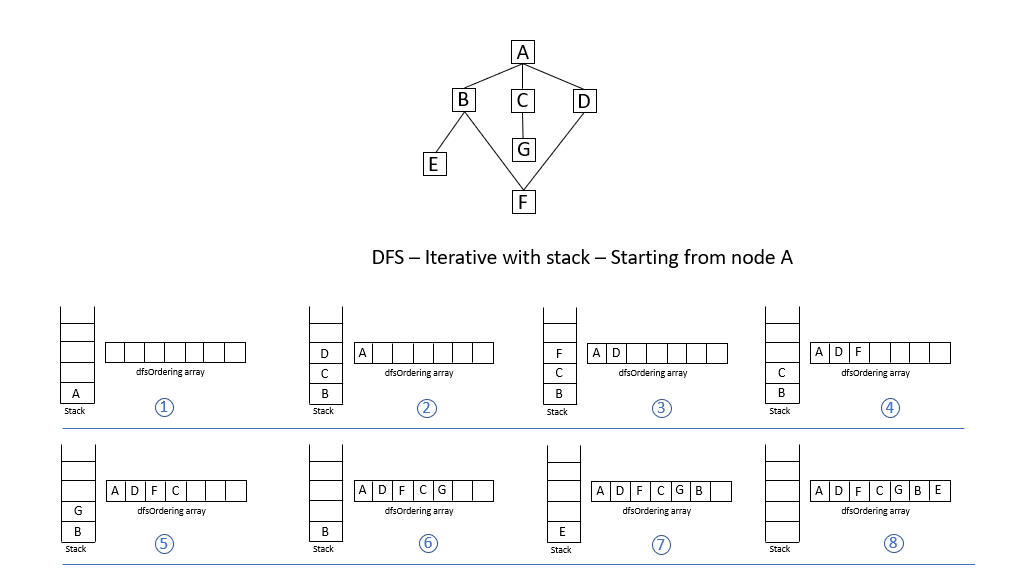 A
B C D
G
E
F
DFS – Iterative with stack – Starting from node A
D A F A D A D F
dfsOrdering array C dfsOrdering array C dfsOrdering array C dfsOrdering array
A B B B
Stack 1 Stack 2 Stack 3 Stack 4
A D F C A D F C G A D F C G B A D F C G B E
G dfsOrdering array dfsOrdering array dfsOrdering array dfsOrdering array
B B E
Stack 5 Stack 6 Stack 7 Stack 8